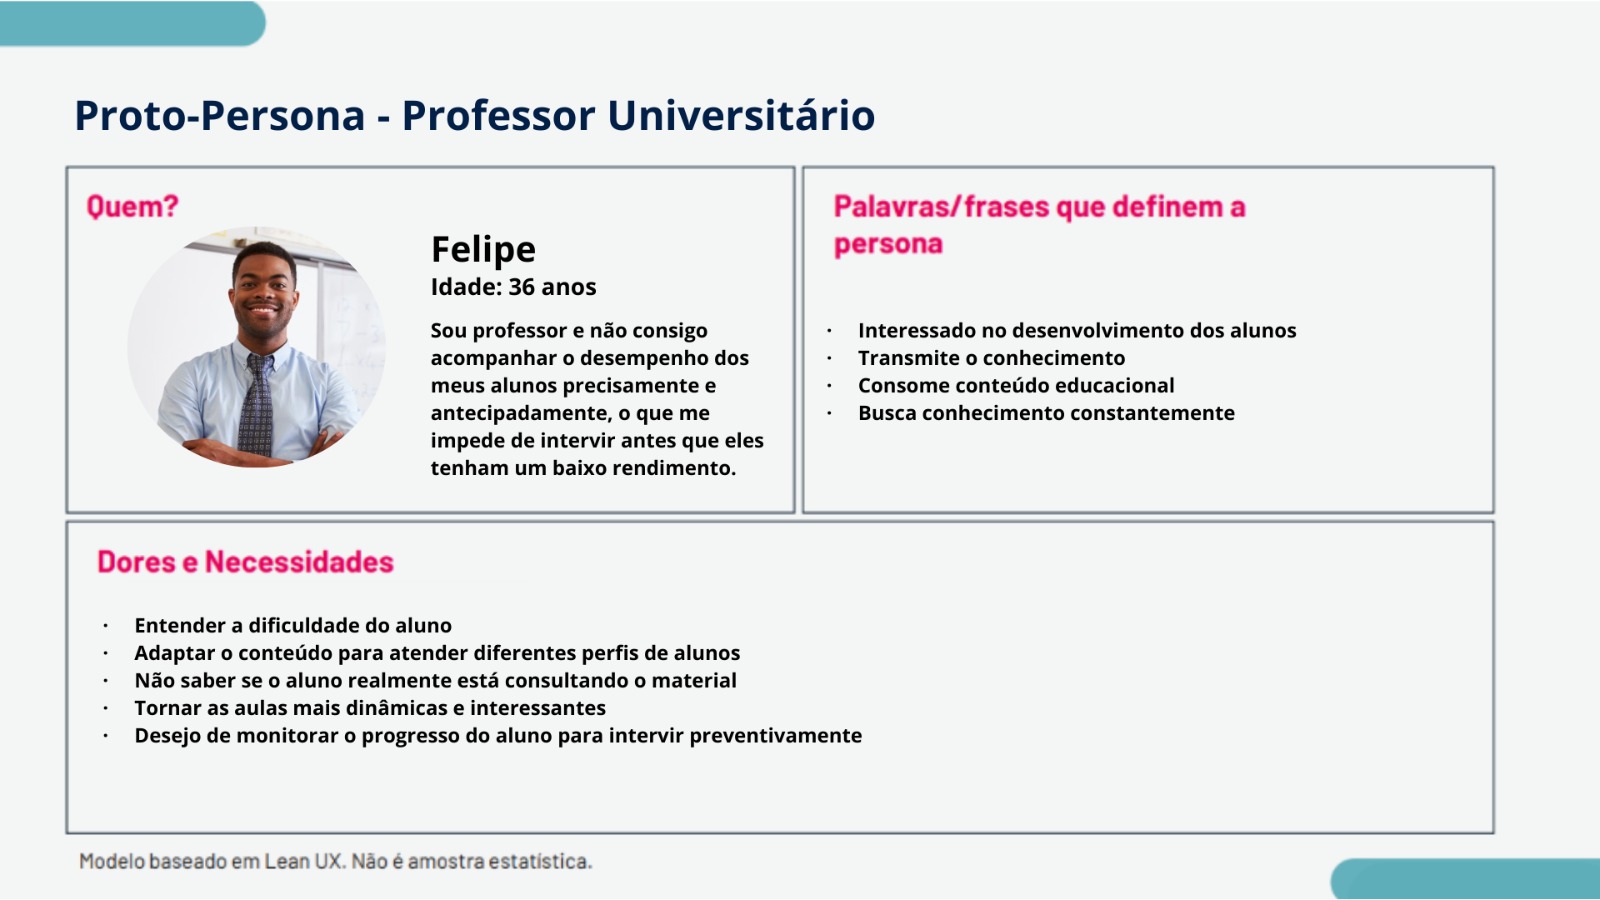 Proto-Persona - Professor Universitário
Quem?
Felipe
Idade: 36 anos
Sou professor e não consigo
acompanhar o desempenho dos
meus alunos precisamente e
antecipadamente, o que me
impede de intervir antes que eles
tenham um baixo rendimento.
Palavras/frases que definem a
persona
· Interessado no desenvolvimento dos alunos
· Transmite o conhecimento
· Consome conteúdo educacional
· Busca conhecimento constantemente
Dores e Necessidades
· Entender a dificuldade do aluno
· Adaptar o conteúdo para atender diferentes perfis de alunos
· Não saber se o aluno realmente está consultando o material
· Tornar as aulas mais dinâmicas e interessantes
· Desejo de monitorar o progresso do aluno para intervir preventivamente
Modelo baseado em Lean UX. Não é amostra estatística.